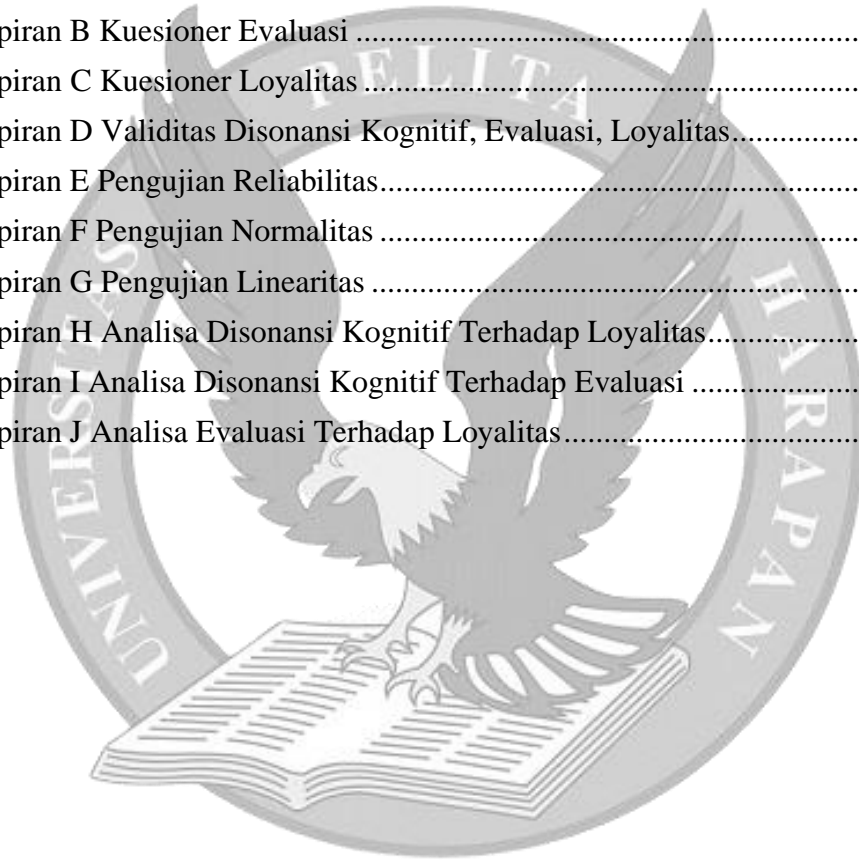 piran B Kuesioner Evaluasi ..............................................................
piran C Kuesioner Loyalitas .............................................................
piran D Validitas Disonansi Kognitif, Evaluasi, Loyalitas................
piran E Pengujian Reliabilitas...........................................................
piran F Pengujian Normalitas ...........................................................
piran G Pengujian Linearitas ............................................................
piran H Analisa Disonansi Kognitif Terhadap Loyalitas...................
piran I Analisa Disonansi Kognitif Terhadap Evaluasi .....................
piran J Analisa Evaluasi Terhadap Loyalitas.....................................
UNIVERSITAS PELITA HARAPAN